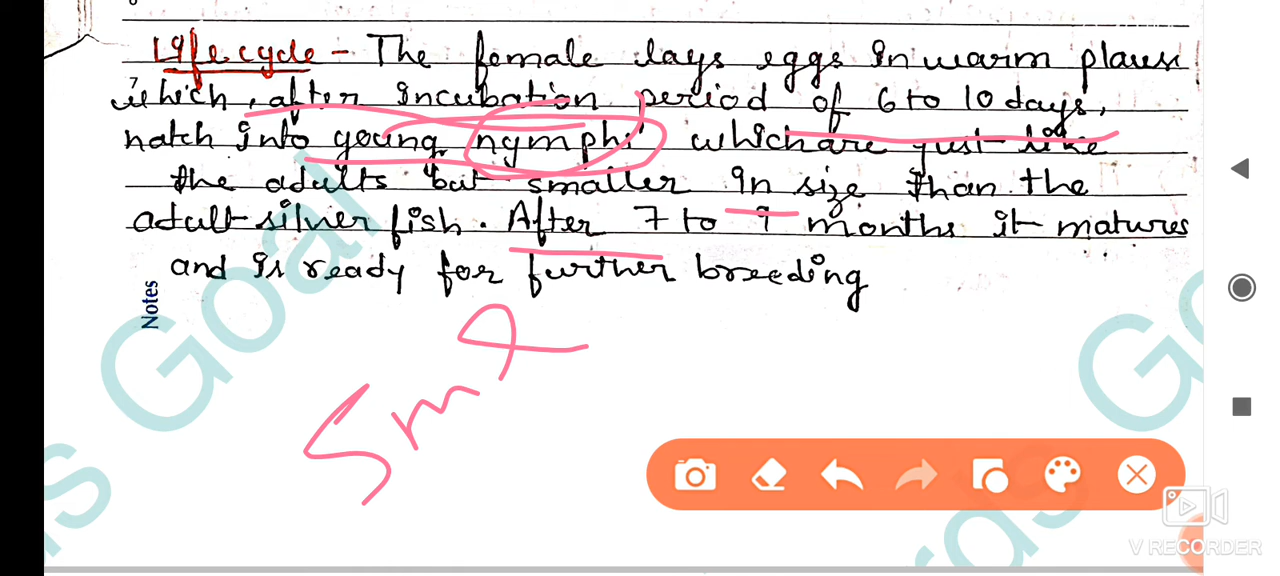 Lifecycle - The female lays eggs in warm places
which, after incubation period of 6 to 10 days,
hatch into young nymph which are just like
the adults but smaller in size than the
adult silver fish. After 7 to 9 months it matures
and is ready for further breeding
Notes
Goal
V RECORDER